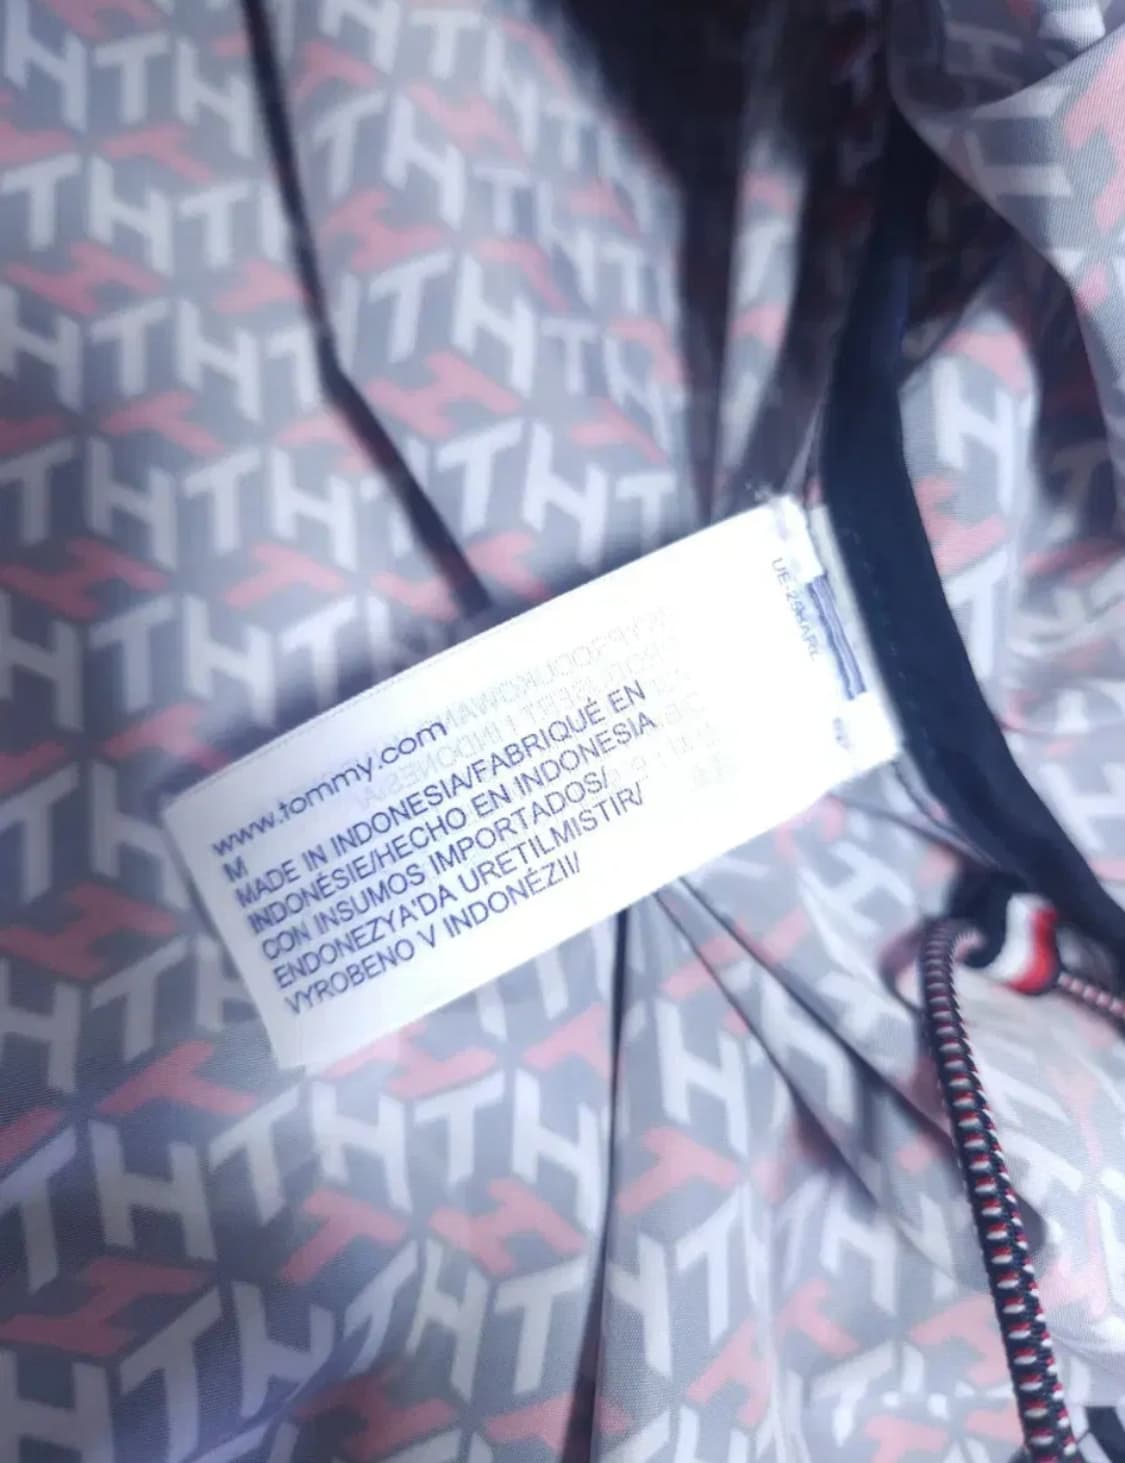 www.tommy.com
M
MADE IN INDONESIA/FABRIQUÉ EN
INDONÉSIE/HECHO EN INDONESIA
CON INSUMOS IMPORTADOS/
ENDONEZYA'DA URETILMISTIR/
VYROBENO V INDONÉZII/